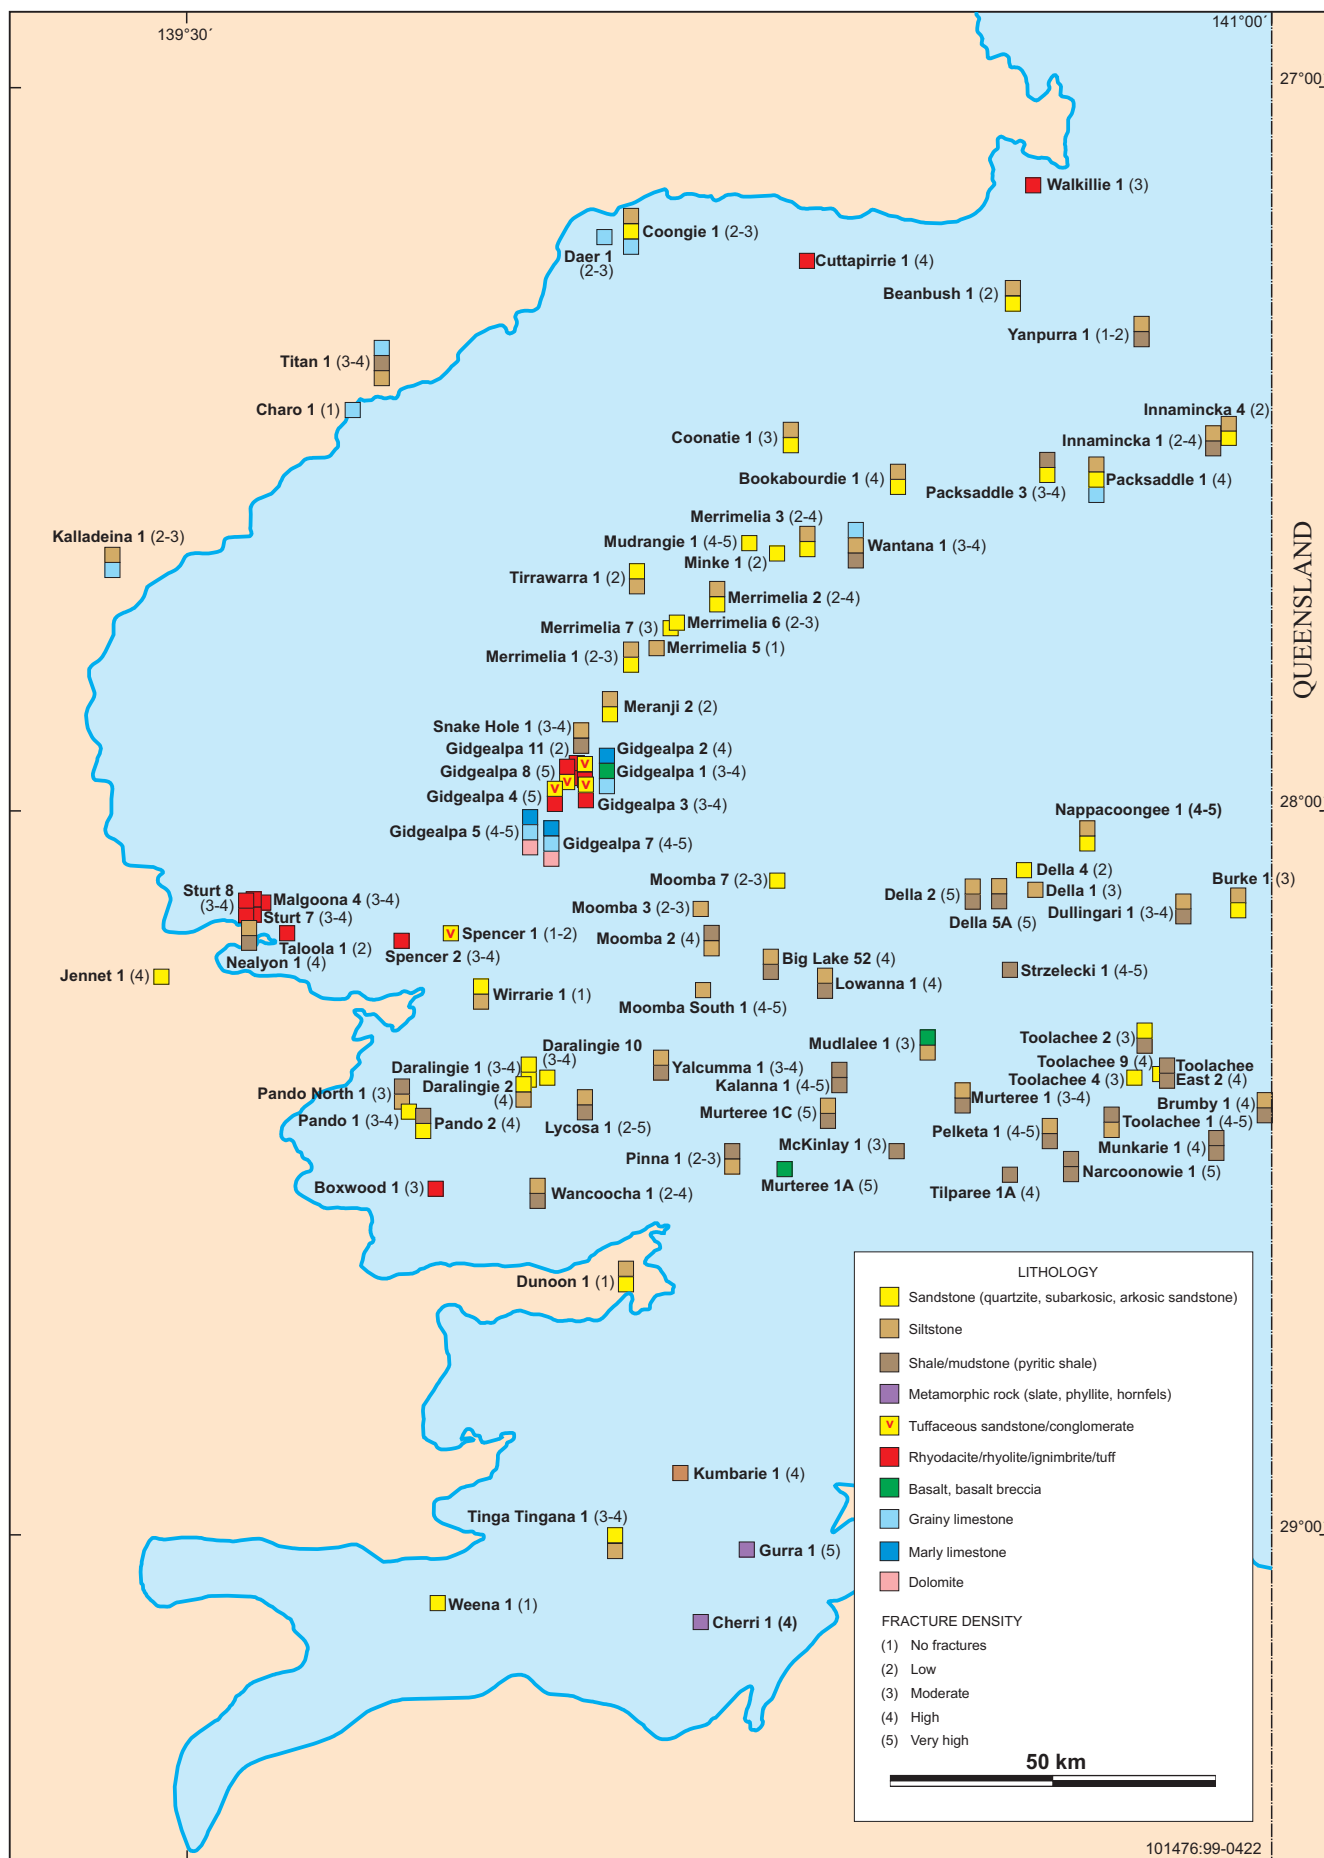 139°30´
141°00´
27°00´
Walkillie 1 (3)
Coongie 1 (2-3)
Daer 1
(2-3)
Cuttapirrie 1 (4)
Beanbush 1 (2)
Yanpurra 1 (1-2)
Titan 1 (3-4)
Charo 1 (1)
Innamincka 4 (2)
Coonatie 1 (3)
Innamincka 1 (2-4)
Bookabourdie 1 (4)
Packsaddle 1 (4)
Packsaddle 3 (3-4)
Merrimelia 3 (2-4)
Kalladeina 1 (2-3)
Mudrangie 1 (4-5)
Wantana 1 (3-4)
Minke 1 (2)
Tirrawarra 1 (2)
Merrimelia 2 (2-4)
QUEENSLAND
Merrimelia 6 (2-3)
Merrimelia 7 (3)
Merrimelia 5 (1)
Merrimelia 1 (2-3)
Meranji 2 (2)
Snake Hole 1 (3-4)
Gidgealpa 11 (2)
Gidgealpa 2 (4)
V
Gidgealpa 8 (5)
Gidgealpa 1 (3-4)
V
V
V
Gidgealpa 4 (5)
Gidgealpa 3 (3-4)
28°00´
Nappacoongee 1 (4-5)
Gidgealpa 5 (4-5)
Gidgealpa 7 (4-5)
Della 4 (2)
Moomba 7 (2-3)
Burke 1 (3)
Sturt 8
(3-4)
Malgoona 4 (3-4)
Della 2 (5)
Della 1 (3)
Moomba 3 (2-3)
Dullingari 1 (3-4)
Sturt 7 (3-4)
Della 5A (5)
Spencer 1 (1-2)
V
Moomba 2 (4)
Taloola 1 (2)
Spencer 2 (3-4)
Nealyon 1 (4)
Big Lake 52 (4)
Strzelecki 1 (4-5)
Jennet 1 (4)
Lowanna 1 (4)
Wirrarie 1 (1)
Moomba South 1 (4-5)
Toolachee 2 (3)
Daralingie 10
(3-4)
Mudlalee 1 (3)
Toolachee 9 (4)
Daralingie 1 (3-4)
Yalcumma 1 (3-4)
Toolachee
East 2 (4)
Toolachee 4 (3)
Daralingie 2
(4)
Kalanna 1 (4-5)
Pando North 1 (3)
Murteree 1 (3-4)
Brumby 1 (4)
Murteree 1C (5)
Pando 1 (3-4)
Pando 2 (4)
Toolachee 1 (4-5)
Lycosa 1 (2-5)
Pelketa 1 (4-5)
McKinlay 1 (3)
Munkarie 1 (4)
Pinna 1 (2-3)
Narcoonowie 1 (5)
Boxwood 1 (3)
Murteree 1A (5)
Tilparee 1A (4)
Wancoocha 1 (2-4)
Dunoon 1 (1)
Kumbarie 1 (4)
Tinga Tingana 1 (3-4)
29°00´
Gurra 1 (5)
Weena 1 (1)
Cherri 1 (4)
LITHOLOGY
Sandstone (quartzite, subarkosic, arkosic sandstone)
Siltstone
Shale/mudstone (pyritic shale)
Metamorphic rock (slate, phyllite, hornfels)
V
Tuffaceous sandstone/conglomerate
Rhyodacite/rhyolite/ignimbrite/tuff
Basalt, basalt breccia
Grainy limestone
Marly limestone
Dolomite
FRACTURE DENSITY
(1) No fractures
(2) Low
(3) Moderate
(4) High
(5) Very high
50 km
101476:99-0422